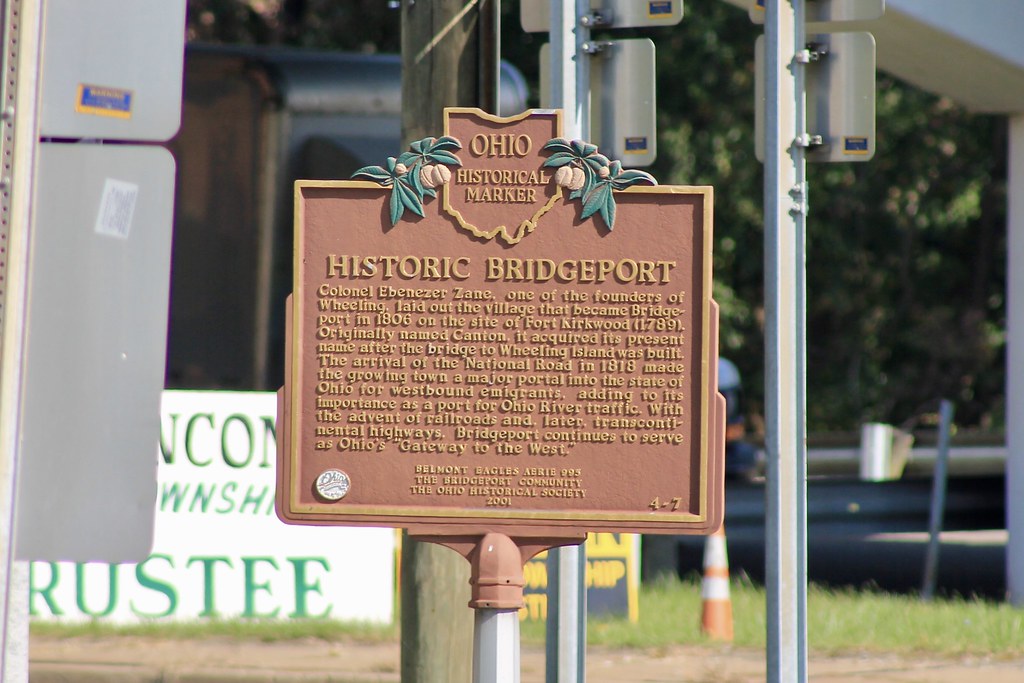 OHIO
HISTORICAL
MARKER
HISTORIC BRIDGEPORT
Colonel Ebenezer Zane, one of the founders of
Wheeling, laid out the village that became Bridge-
port in 1806 on the site of Fort Kirkwood (1789).
Originally named Canton, it acquired its present
name after the bridge to Wheeling Island was built.
The arrival of the National Road in 1818 made
the growing town a major portal into the state of
Ohio for westbound emigrants, adding to its
importance as a port for Ohio River traffic. With
the advent of railroads and, later, transconti-
nental highways, Bridgeport continues to serve
as Ohio's "Gateway to the West."
BELMONT EAGLES AERIE 995
THE BRIDGEPORT COMMUNITY
THE OHIO HISTORICAL SOCIETY
2001
4-7
NCON
WNSHI
RUSTEE